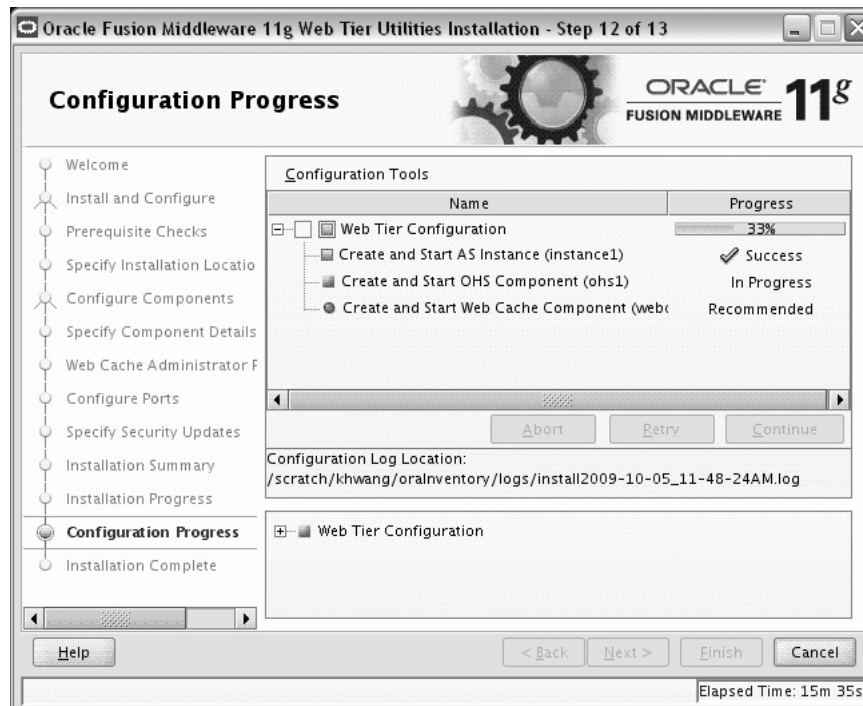 Oracle Fusion Middleware 11g Web Tier Utilities Installation - Step 12 of 13
Configuration Progress
ORACLE
FUSION MIDDLEWARE 11g
Welcome
Install and Configure
Prerequisite Checks
Specify Installation Locatio
Configure Components
Specify Component Details
Web Cache Administrator P
Configure Ports
Specify Security Updates
Installation Summary
Installation Progress
Configuration Progress
Installation Complete
Configuration Tools
Name Progress
Web Tier Configuration 33%
Create and Start AS Instance (instance1) Success
Create and Start OHS Component (ohs1) In Progress
Create and Start Web Cache Component (webc Recommended
Abort Retry Continue
Configuration Log Location:
/scratch/khwang/oraInventory/logs/install2009-10-05_11-48-24AM.log
Web Tier Configuration
Help < Back Next > Finish Cancel
Elapsed Time: 15m 35s